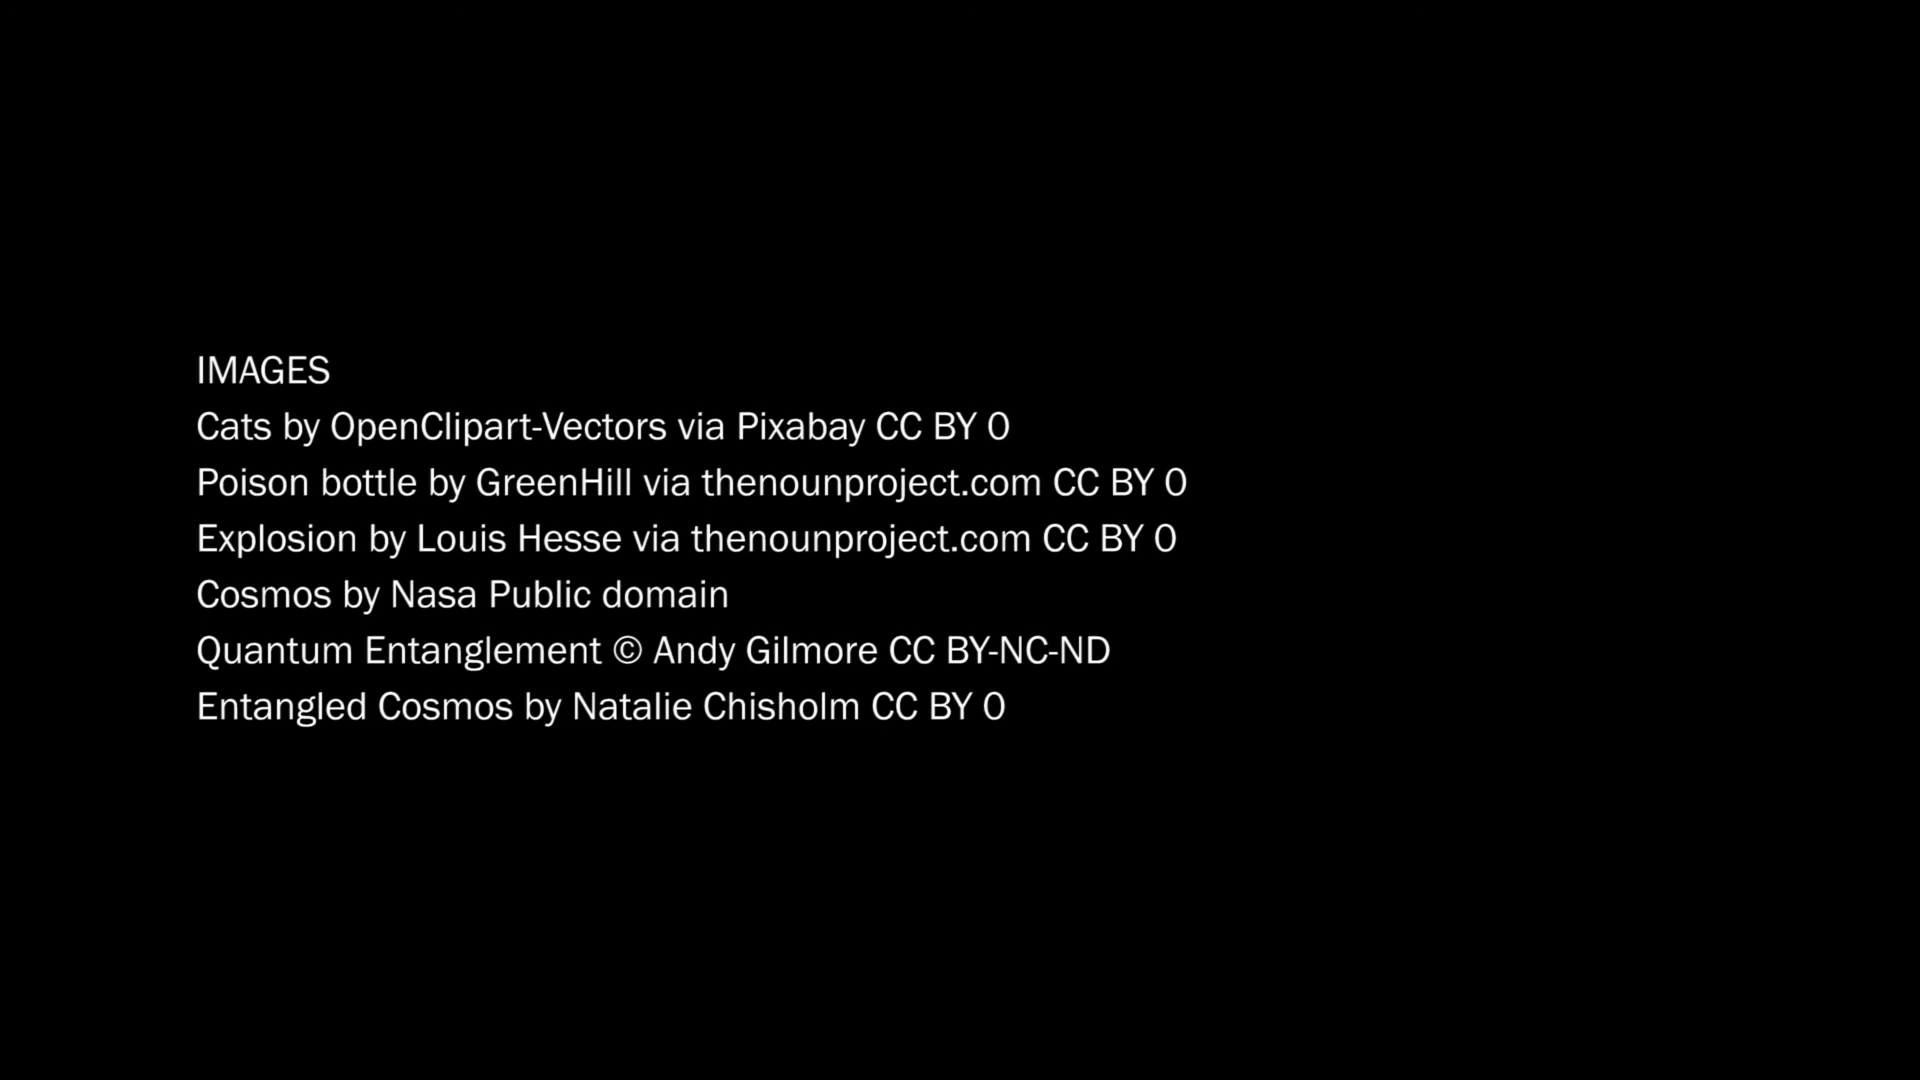 IMAGES
Cats by OpenClipart-Vectors via Pixabay CC BY 0
Poison bottle by GreenHill via thenounproject.com CC BY 0
Explosion by Louis Hesse via thenounproject.com CC BY 0
Cosmos by Nasa Public domain
Quantum Entanglement © Andy Gilmore CC BY-NC-ND
Entangled Cosmos by Natalie Chisholm CC BY 0